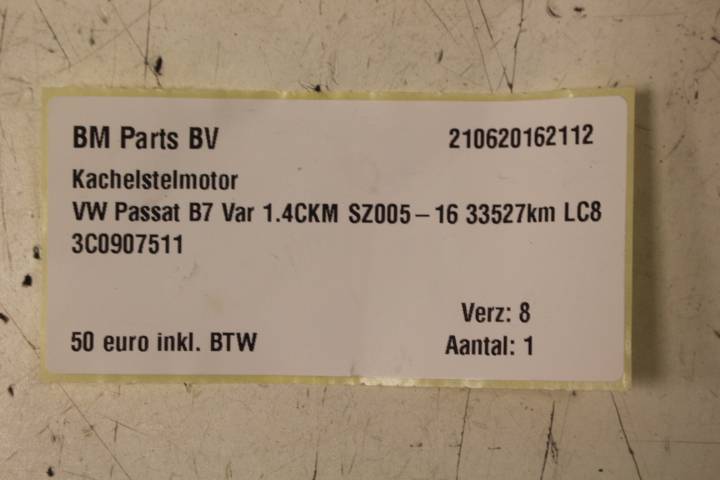 BM Parts BV 210620162112
Kachelstelmotor
VW Passat B7 Var 1.4CKM SZ005-16 33527km LC8
3C0907511
Verz: 8
50 euro inkl. BTW Aantal: 1